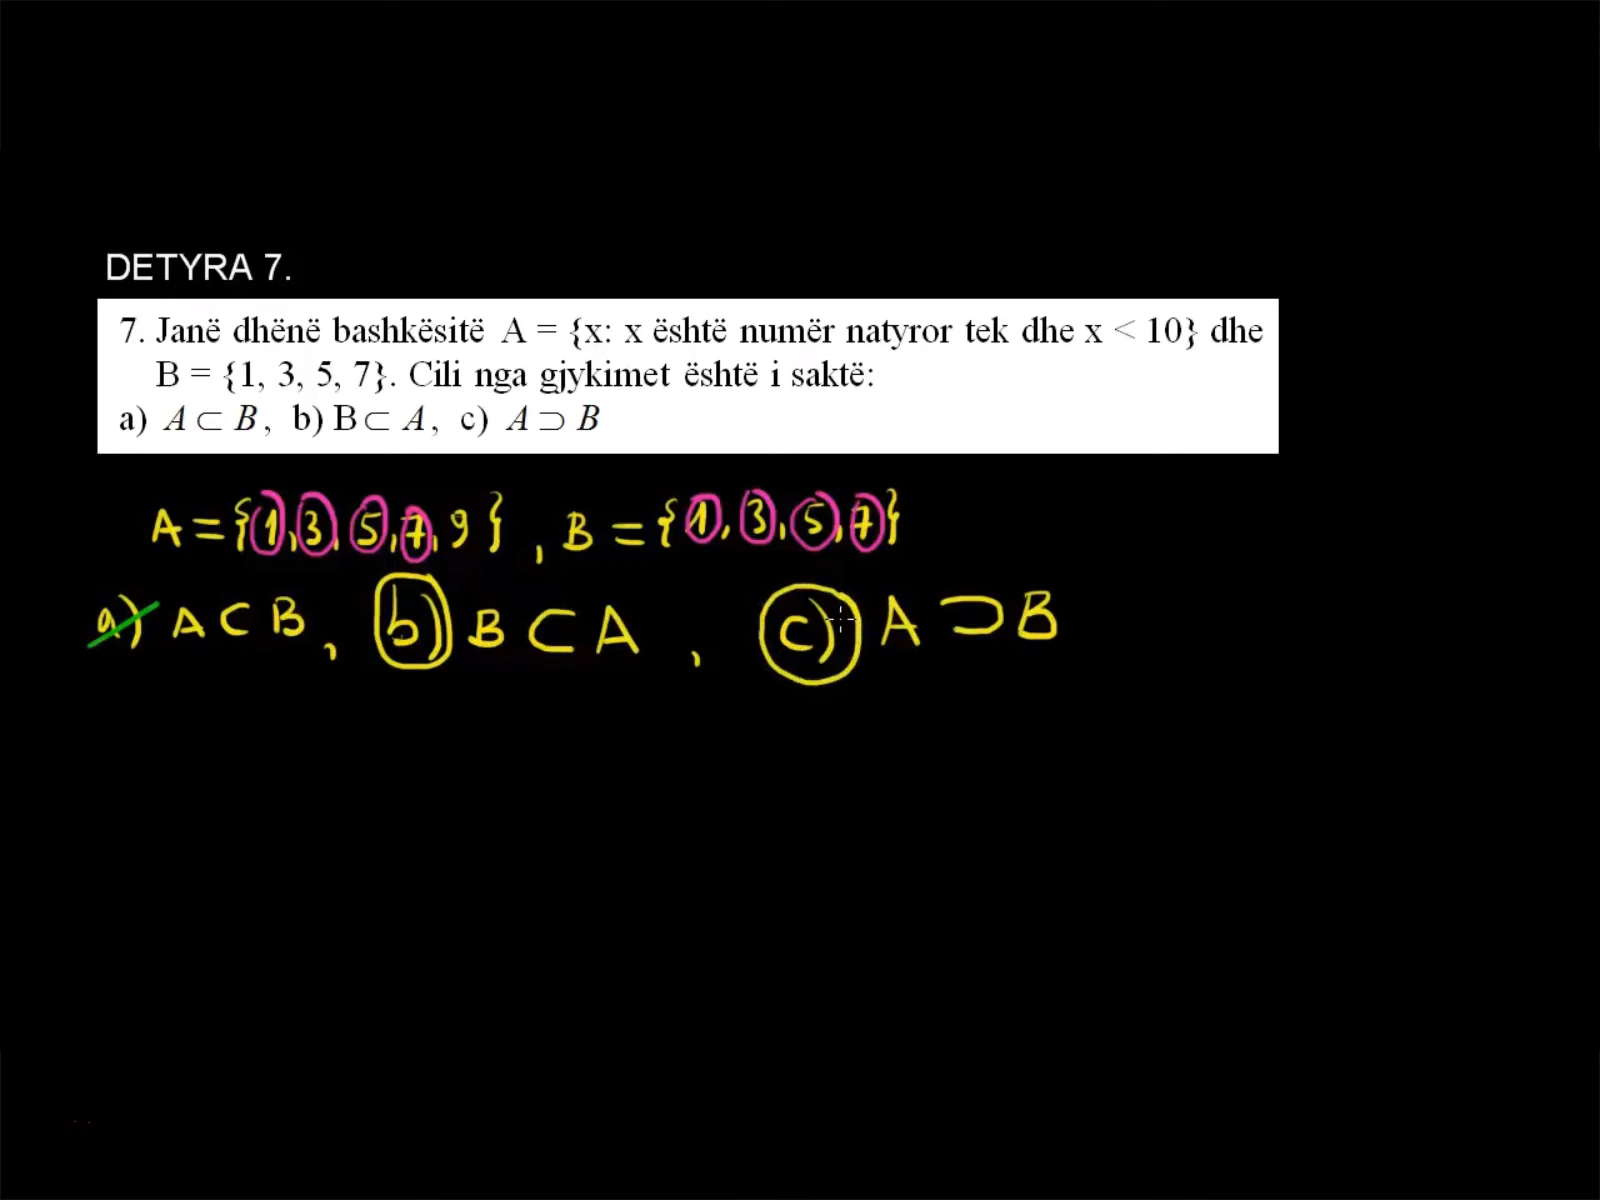 DETYRA 7.
7. Janë dhënë bashkësitë A = {x: x është numër natyror tek dhe x < 10} dhe
B = {1, 3, 5, 7}. Cili nga gjykimet është i saktë:
a) A ⊂ B, b) B ⊂ A, c) A ⊃ B
A = {1, 3, 5, 7, 9}, B = {1, 3, 5, 7}
a) A ⊂ B, b) B ⊂ A, c) A ⊃ B